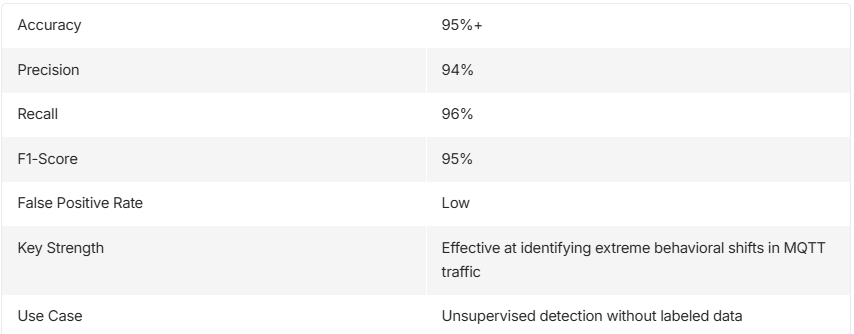 Accuracy 95%+
Precision 94%
Recall 96%
F1-Score 95%
False Positive Rate Low
Key Strength Effective at identifying extreme behavioral shifts in MQTT
traffic
Use Case Unsupervised detection without labeled data